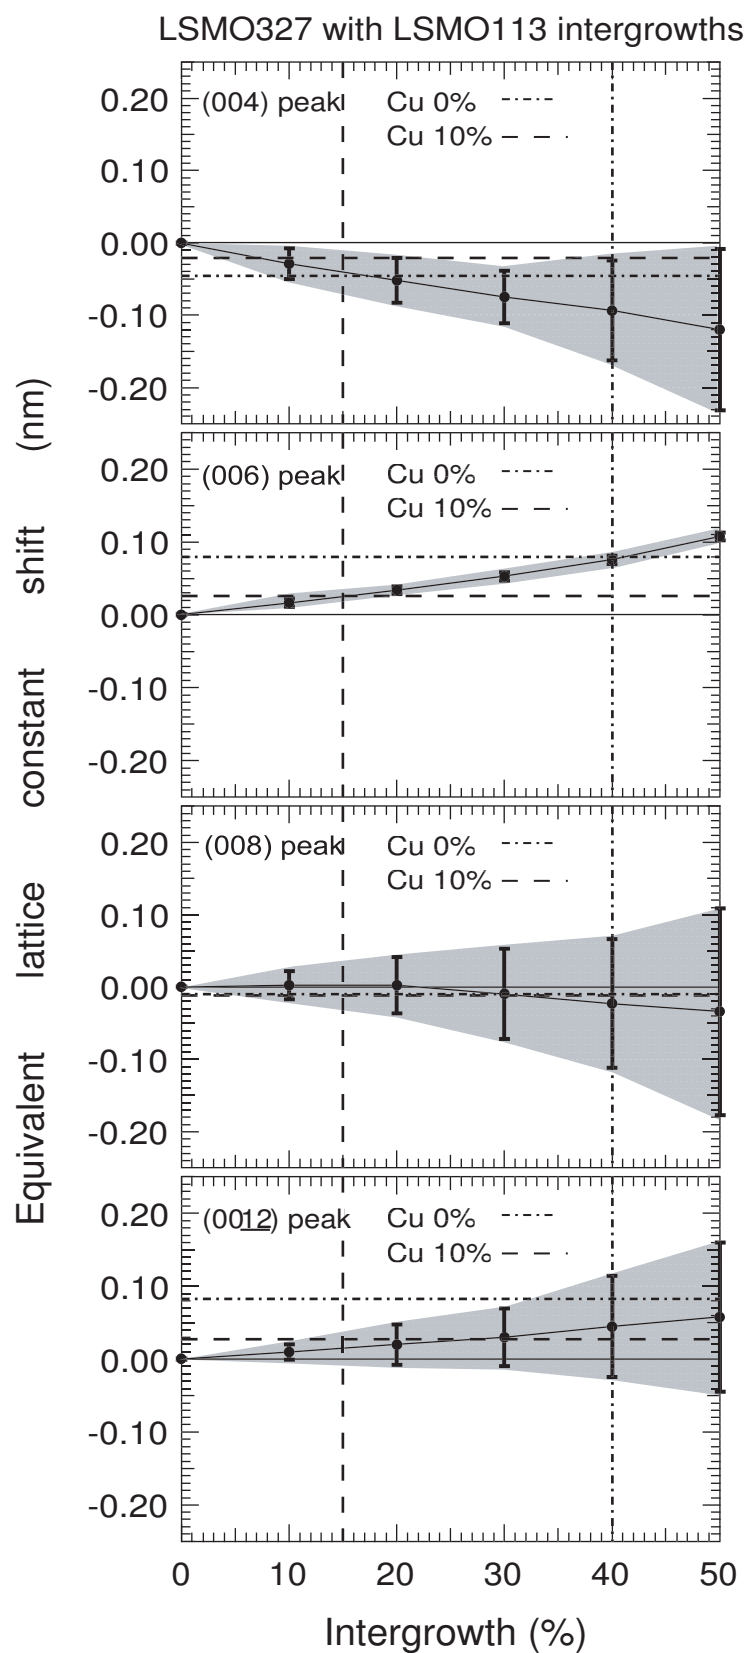 LSMO327 with LSMO113 intergrowths
0.20
(004) peak
Cu 0%
Cu 10%
0.10
0.00
-0.10
-0.20
0.20
(006) peak
Cu 0%
Cu 10%
0.10
0.00
-0.10
-0.20
0.20
(008) peak
Cu 0%
Cu 10%
0.10
0.00
-0.10
-0.20
0.20
(0012) peak
Cu 0%
Cu 10%
0.10
0.00
-0.10
-0.20
Equivalent lattice constant shift (nm)
0 10 20 30 40 50
Intergrowth (%)